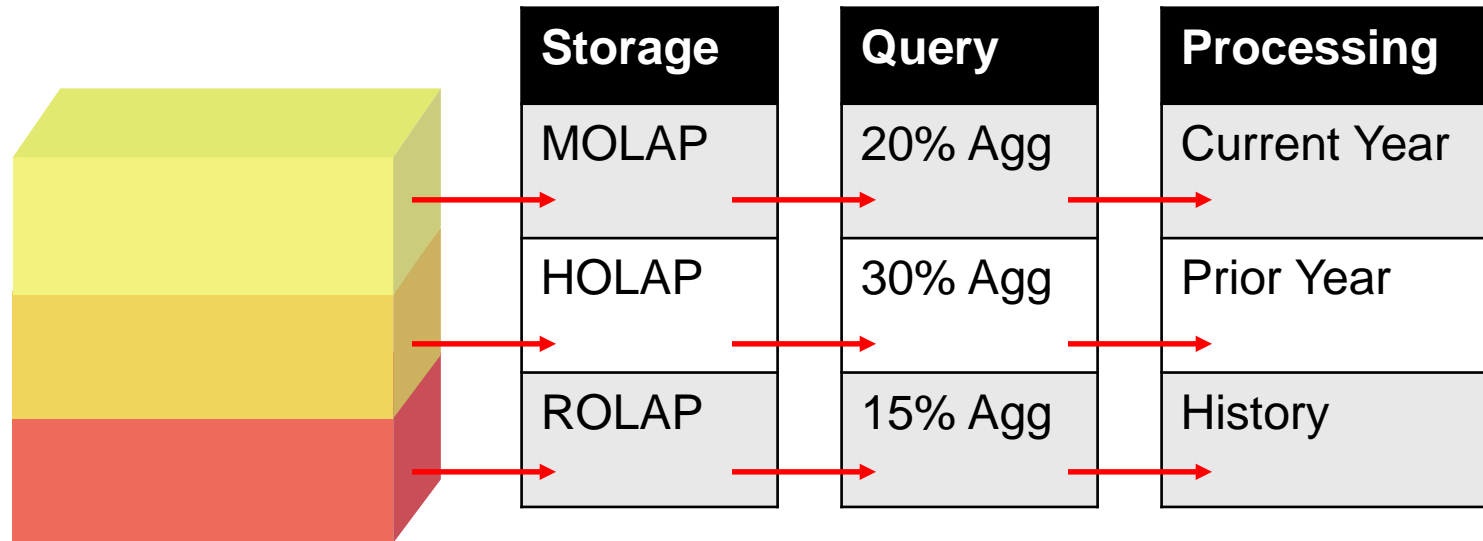 Storage Query Processing
MOLAP 20% Agg Current Year
HOLAP 30% Agg Prior Year
ROLAP 15% Agg History